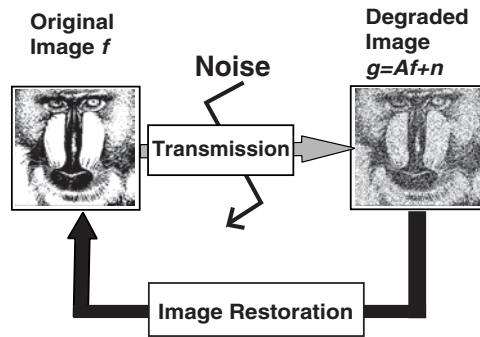 Original
Image f
Noise
Degraded
Image
g=Af+n
Transmission
Image Restoration